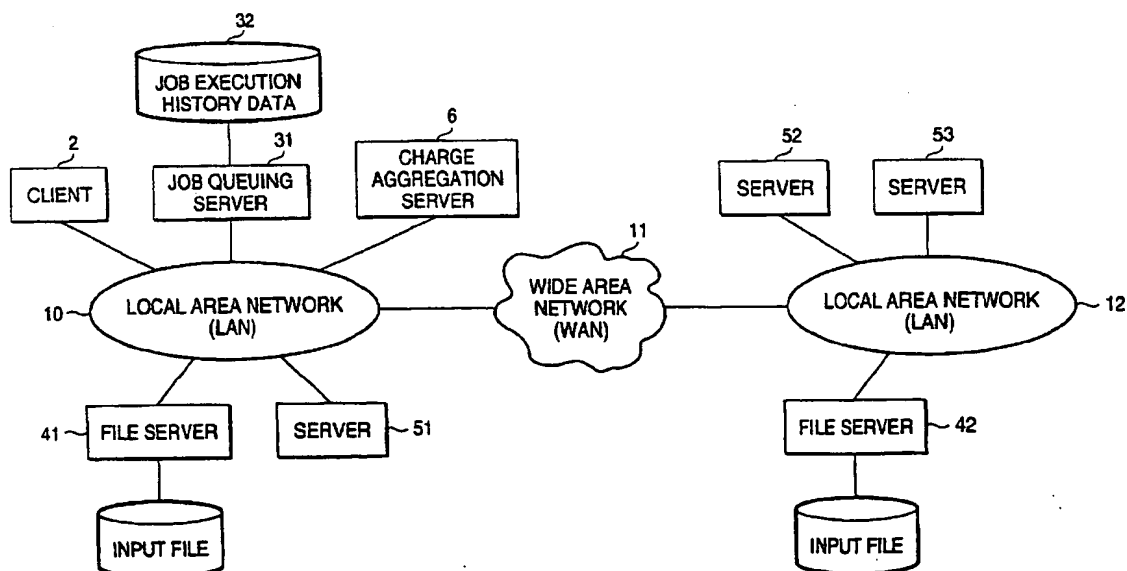 32
JOB EXECUTION
HISTORY DATA
2
CLIENT
31
JOB QUEUING
SERVER
6
CHARGE
AGGREGATION
SERVER
52
SERVER
53
SERVER
10
LOCAL AREA NETWORK
(LAN)
11
WIDE AREA
NETWORK
(WAN)
LOCAL AREA NETWORK
(LAN)
12
41
FILE SERVER
SERVER
51
FILE SERVER
42
INPUT FILE
INPUT FILE